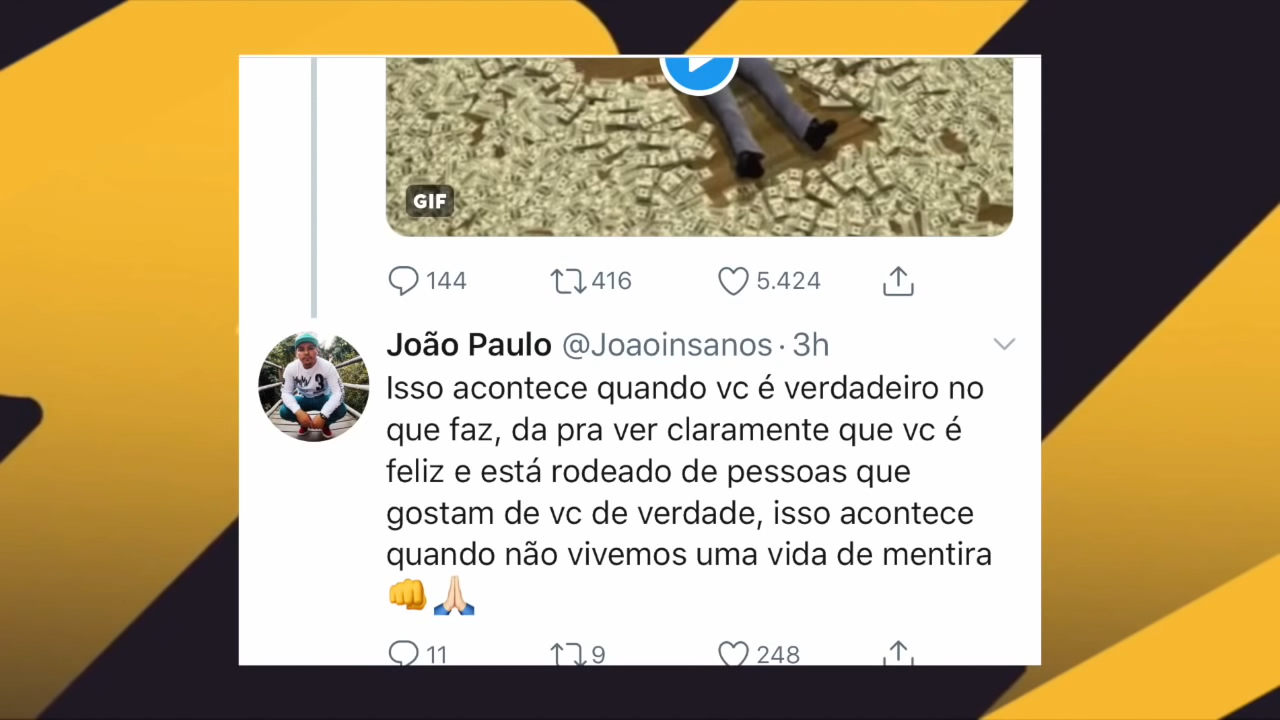 GIF
144 416 5.424
João Paulo @Joaoinsanos · 3h
Isso acontece quando vc é verdadeiro no
que faz, da pra ver claramente que vc é
feliz e está rodeado de pessoas que
gostam de vc de verdade, isso acontece
quando não vivemos uma vida de mentira
👊🙏🏻
11 9 248